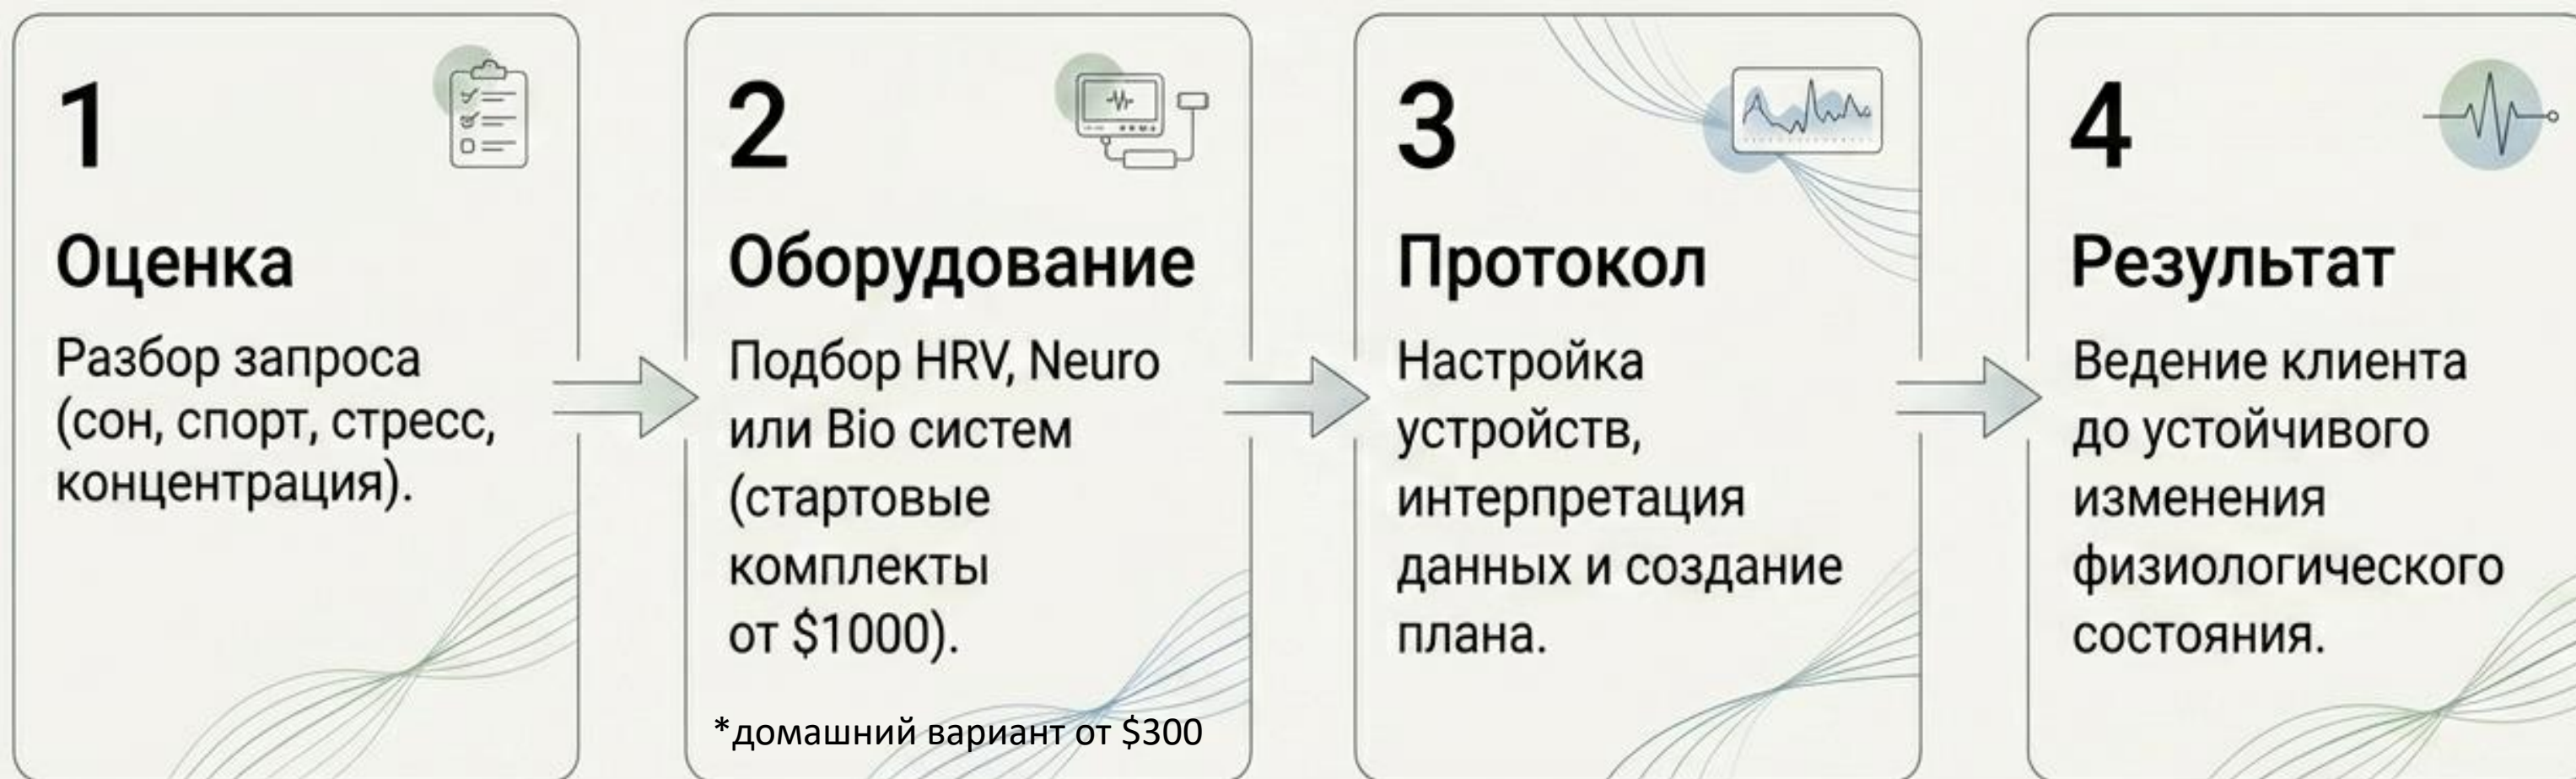 1
Оценка
Разбор запроса
(сон, спорт, стресс,
концентрация).
2
Оборудование
Подбор HRV, Neuro
или Bio систем
(стартовые
комплекты
от $1000).
*домашний вариант от $300
3
Протокол
Настройка
устройств,
интерпретация
данных и создание
плана.
4
Результат
Ведение клиента
до устойчивого
изменения
физиологического
состояния.